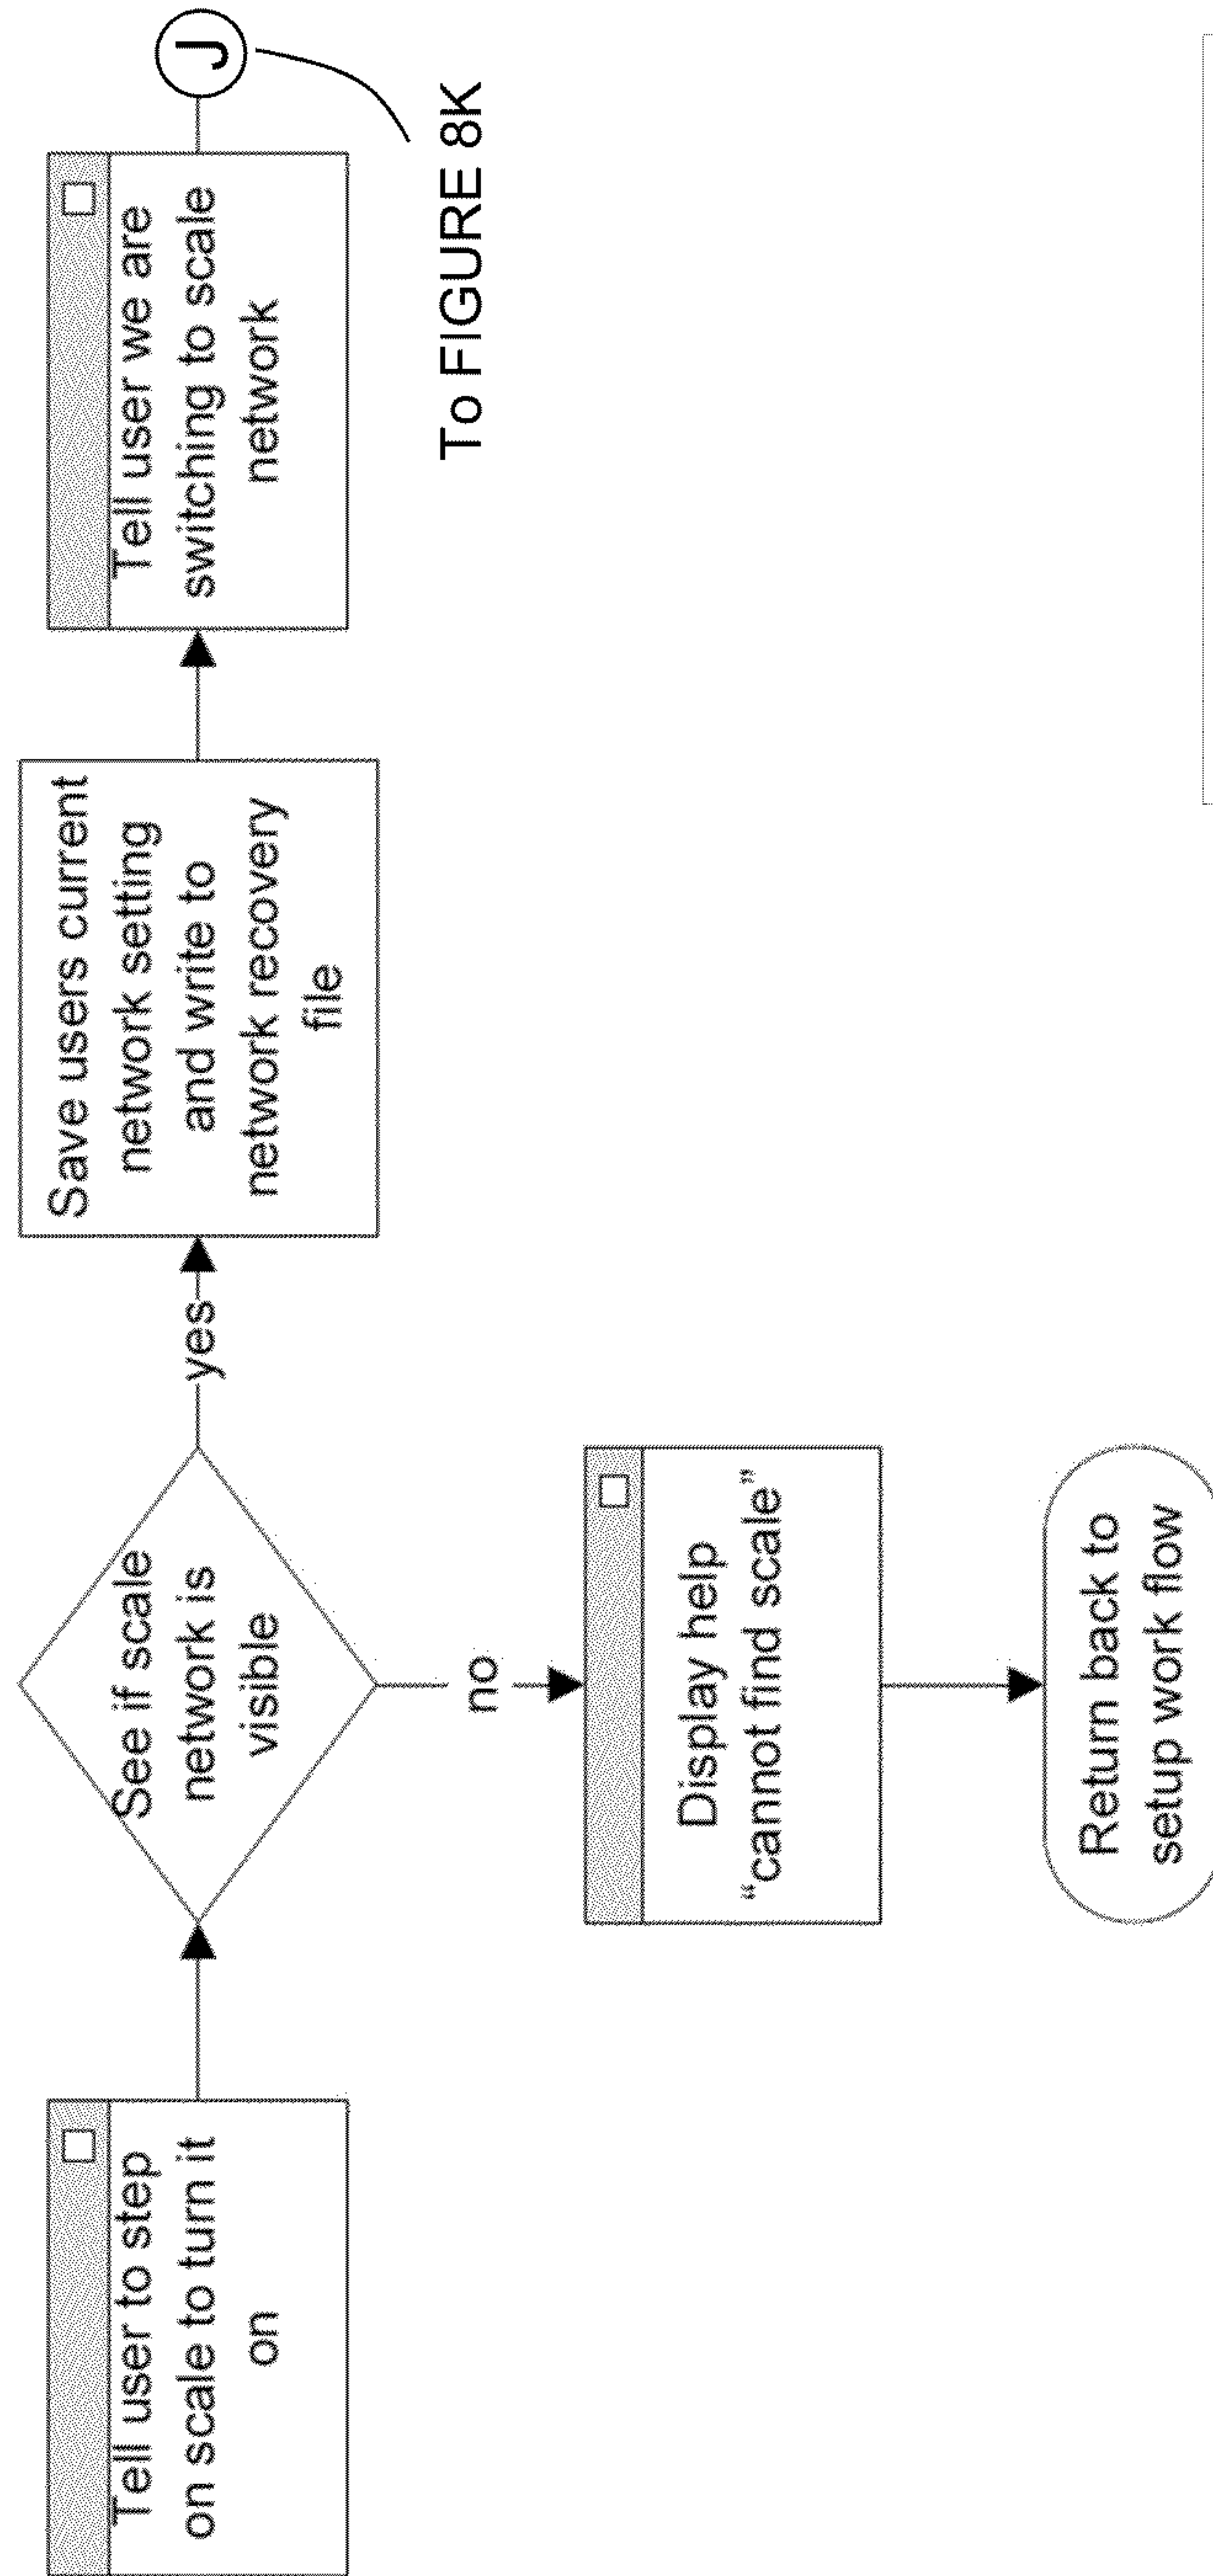 Tell user to step
on scale to turn it
on
See if scale
network is
visible
yes
Save users current
network setting
and write to
network recovery
file
Tell user we are
switching to scale
network
J
To FIGURE 8K
no
Display help
“cannot find scale”
Return back to
setup work flow